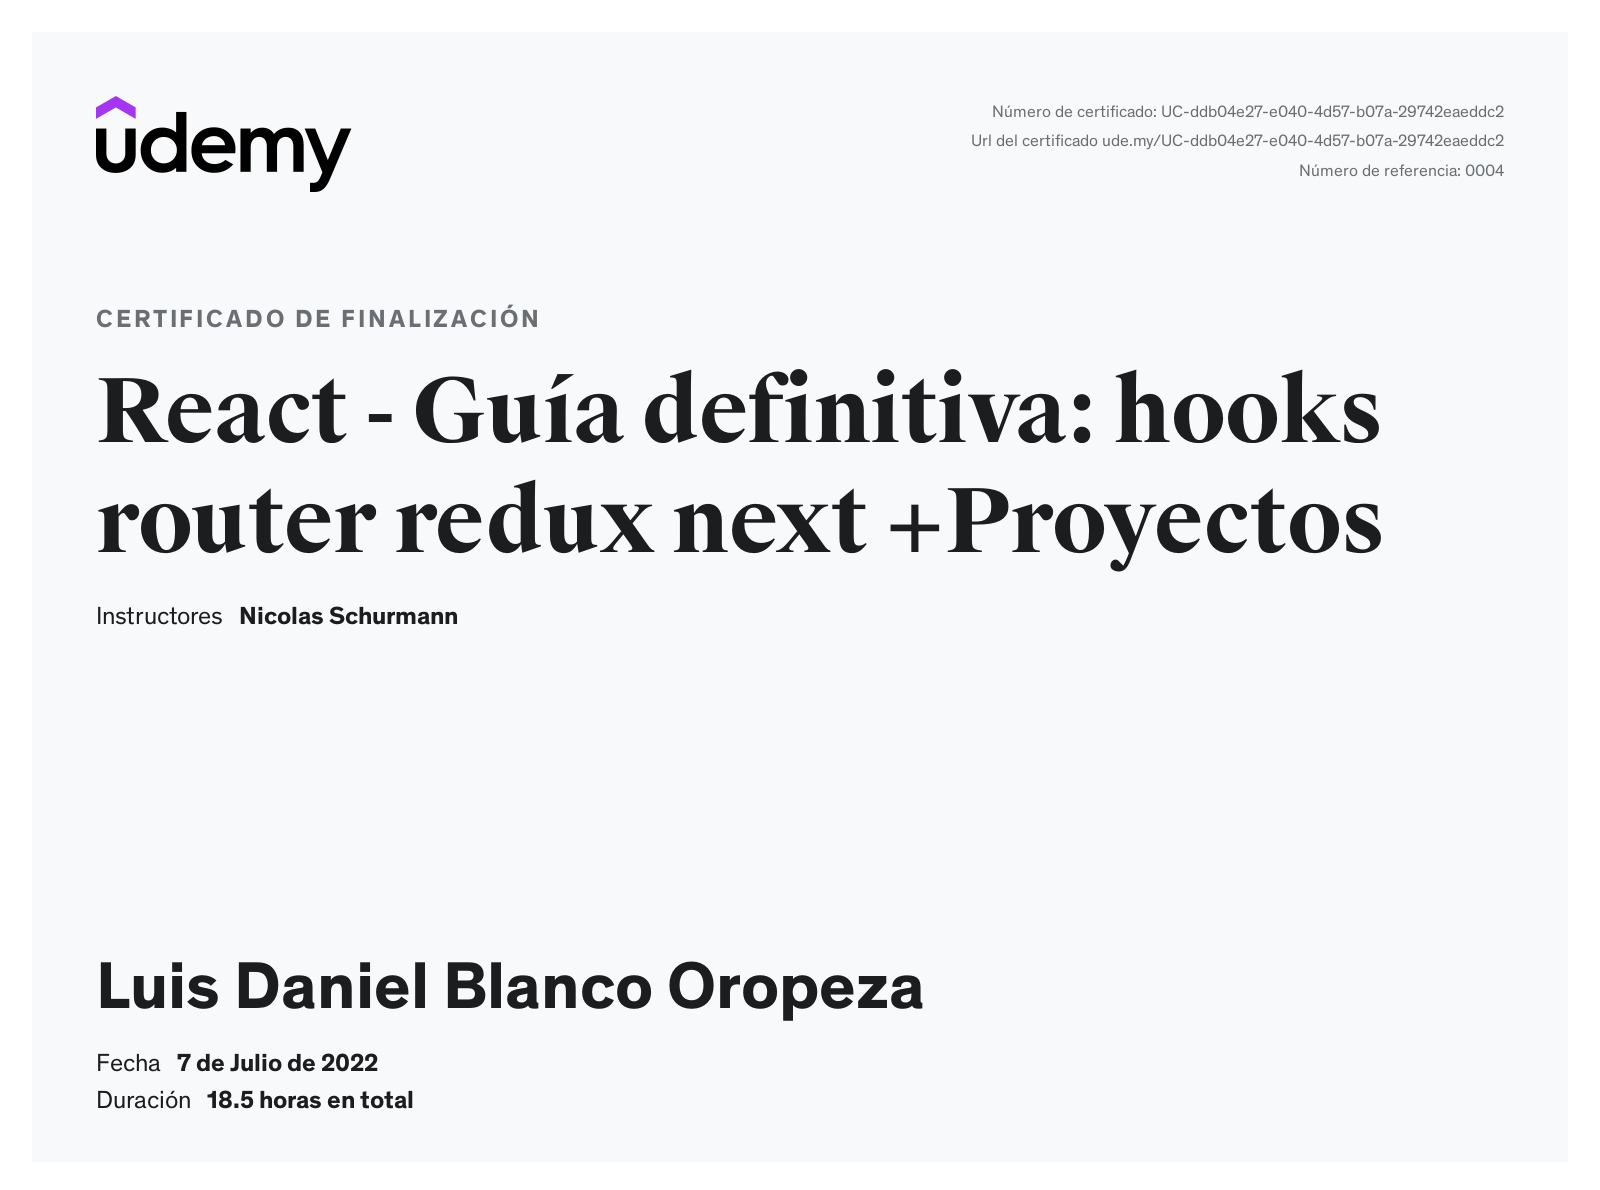 udemy
Número de certificado: UC-ddb04e27-e040-4d57-b07a-29742eaeddc2
Url del certificado ude.my/UC-ddb04e27-e040-4d57-b07a-29742eaeddc2
Número de referencia: 0004
CERTIFICADO DE FINALIZACIÓN
React - Guía definitiva: hooks
router redux next +Proyectos
Instructores Nicolas Schurmann
Luis Daniel Blanco Oropeza
Fecha 7 de Julio de 2022
Duración 18.5 horas en total